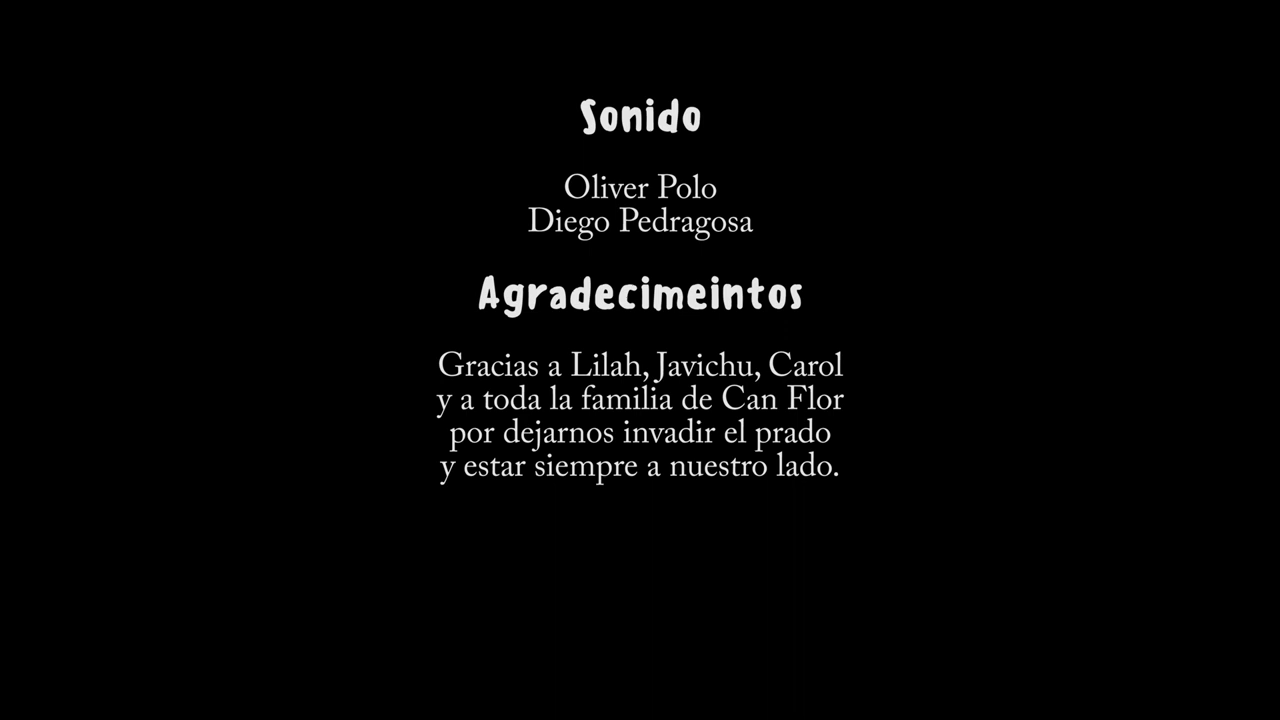 Sonido
Oliver Polo
Diego Pedragosa
Agradecimeintos
Gracias a Lilah, Javichu, Carol
y a toda la familia de Can Flor
por dejarnos invadir el prado
y estar siempre a nuestro lado.